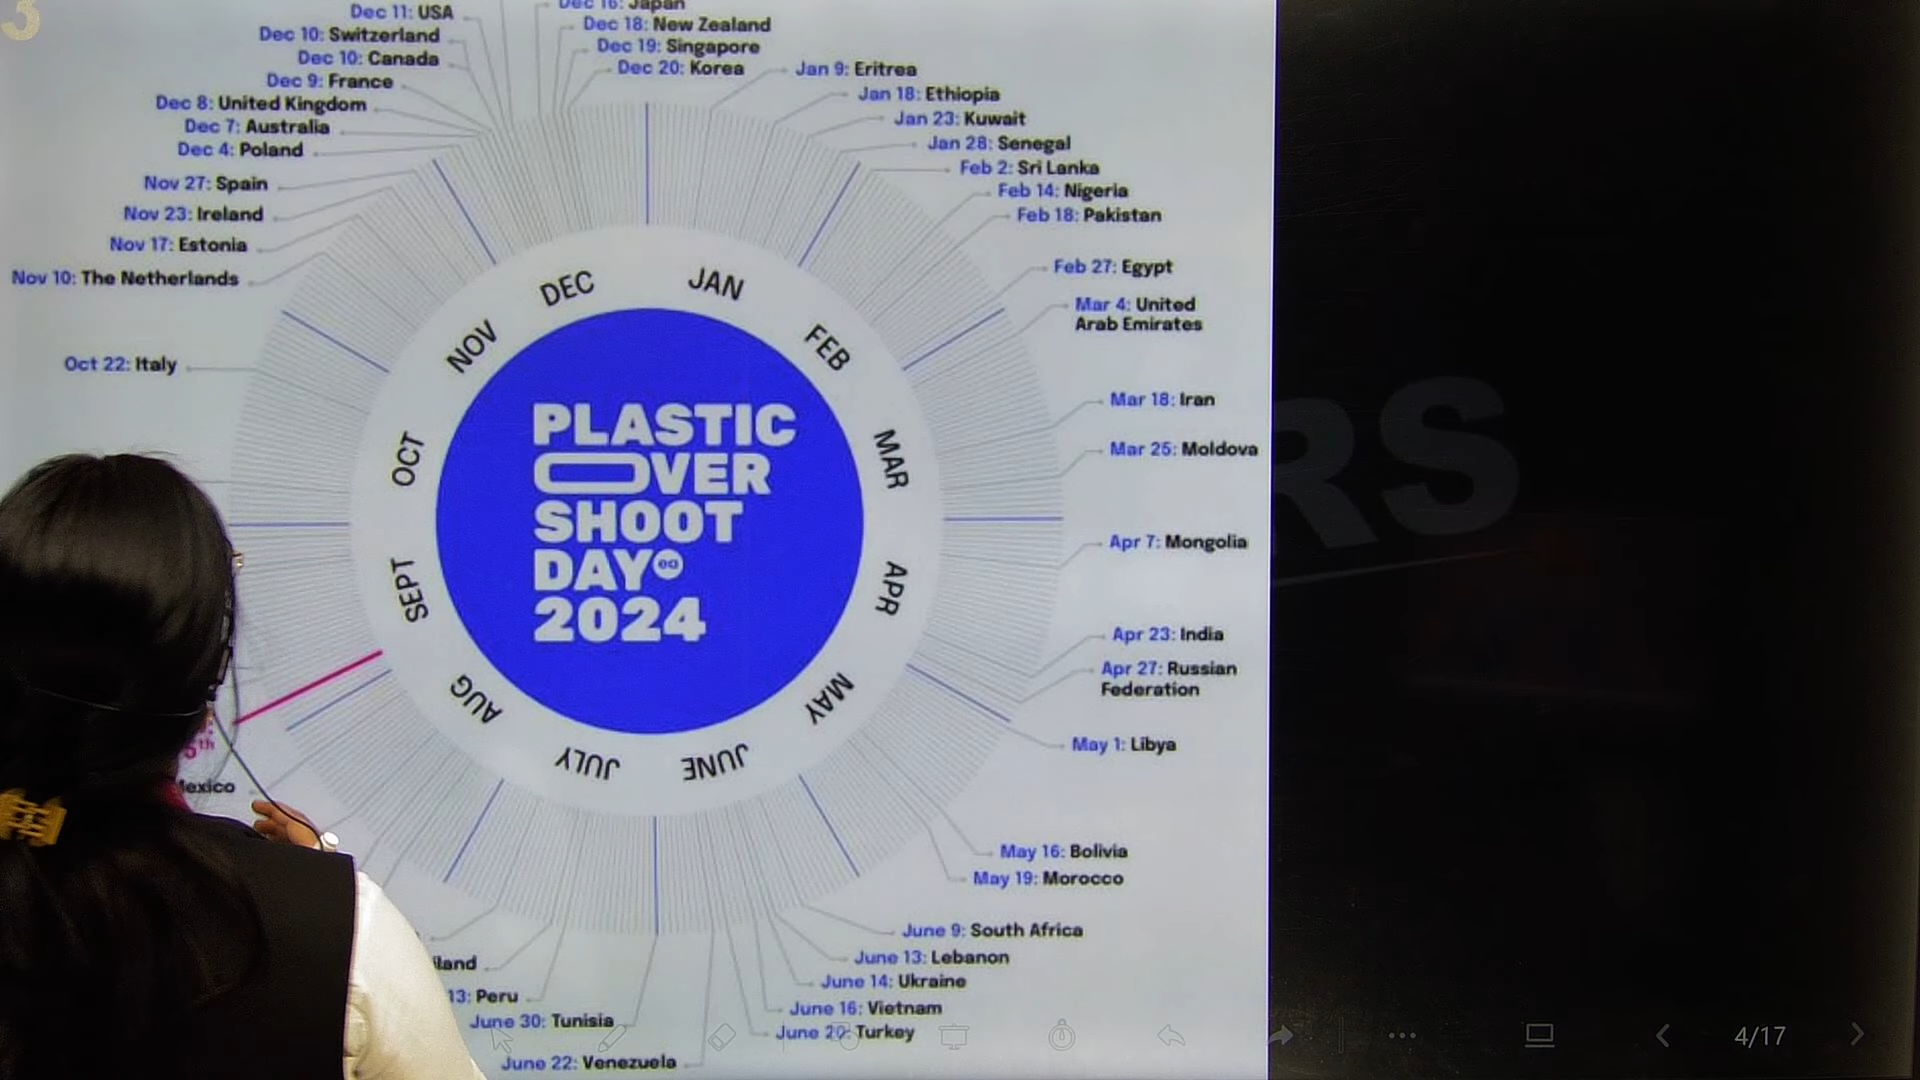 3
Dec 11: USA
Dec 10: Switzerland
Dec 10: Canada
Dec 9: France
Dec 8: United Kingdom
Dec 7: Australia
Dec 4: Poland
Nov 27: Spain
Nov 23: Ireland
Nov 17: Estonia
Nov 10: The Netherlands
Oct 22: Italy
Dec 16: Japan
Dec 18: New Zealand
Dec 19: Singapore
Dec 20: Korea
Jan 9: Eritrea
Jan 18: Ethiopia
Jan 23: Kuwait
Jan 28: Senegal
Feb 2: Sri Lanka
Feb 14: Nigeria
Feb 18: Pakistan
Feb 27: Egypt
Mar 4: United
Arab Emirates
Mar 18: Iran
Mar 25: Moldova
Apr 7: Mongolia
Apr 23: India
Apr 27: Russian
Federation
May 1: Libya
May 16: Bolivia
May 19: Morocco
June 9: South Africa
June 13: Lebanon
June 14: Ukraine
June 16: Vietnam
June 20: Turkey
June 22: Venezuela
June 30: Tunisia
13: Peru
iland
Mexico
5th
JAN
FEB
MAR
APR
MAY
JUNE
JULY
AUG
SEPT
OCT
NOV
DEC
PLASTIC
OVER
SHOOT
DAY
2024
RS
4/17